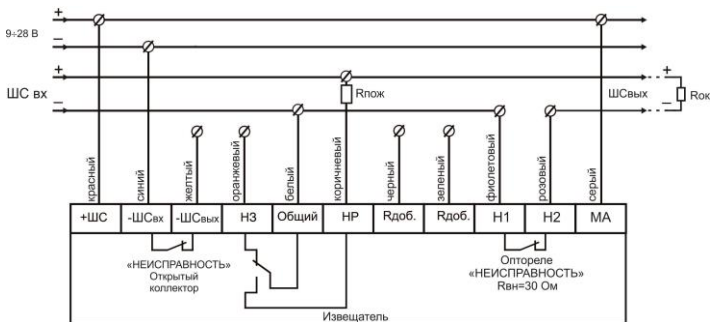 +
9÷28 В
–
+
ШС вх
–
Rпож
ШСвых
+
–
Rок
красный
синий
желтый
оранжевый
белый
коричневый
черный
зеленый
фиолетовый
розовый
серый
+ШС
-ШСвх
-ШСвых
НЗ
Общий
НР
Rдоб.
Rдоб.
Н1
Н2
МА
«НЕИСПРАВНОСТЬ»
Открытый
коллектор
Оптореле
«НЕИСПРАВНОСТЬ»
Rвн=30 Ом
Извещатель